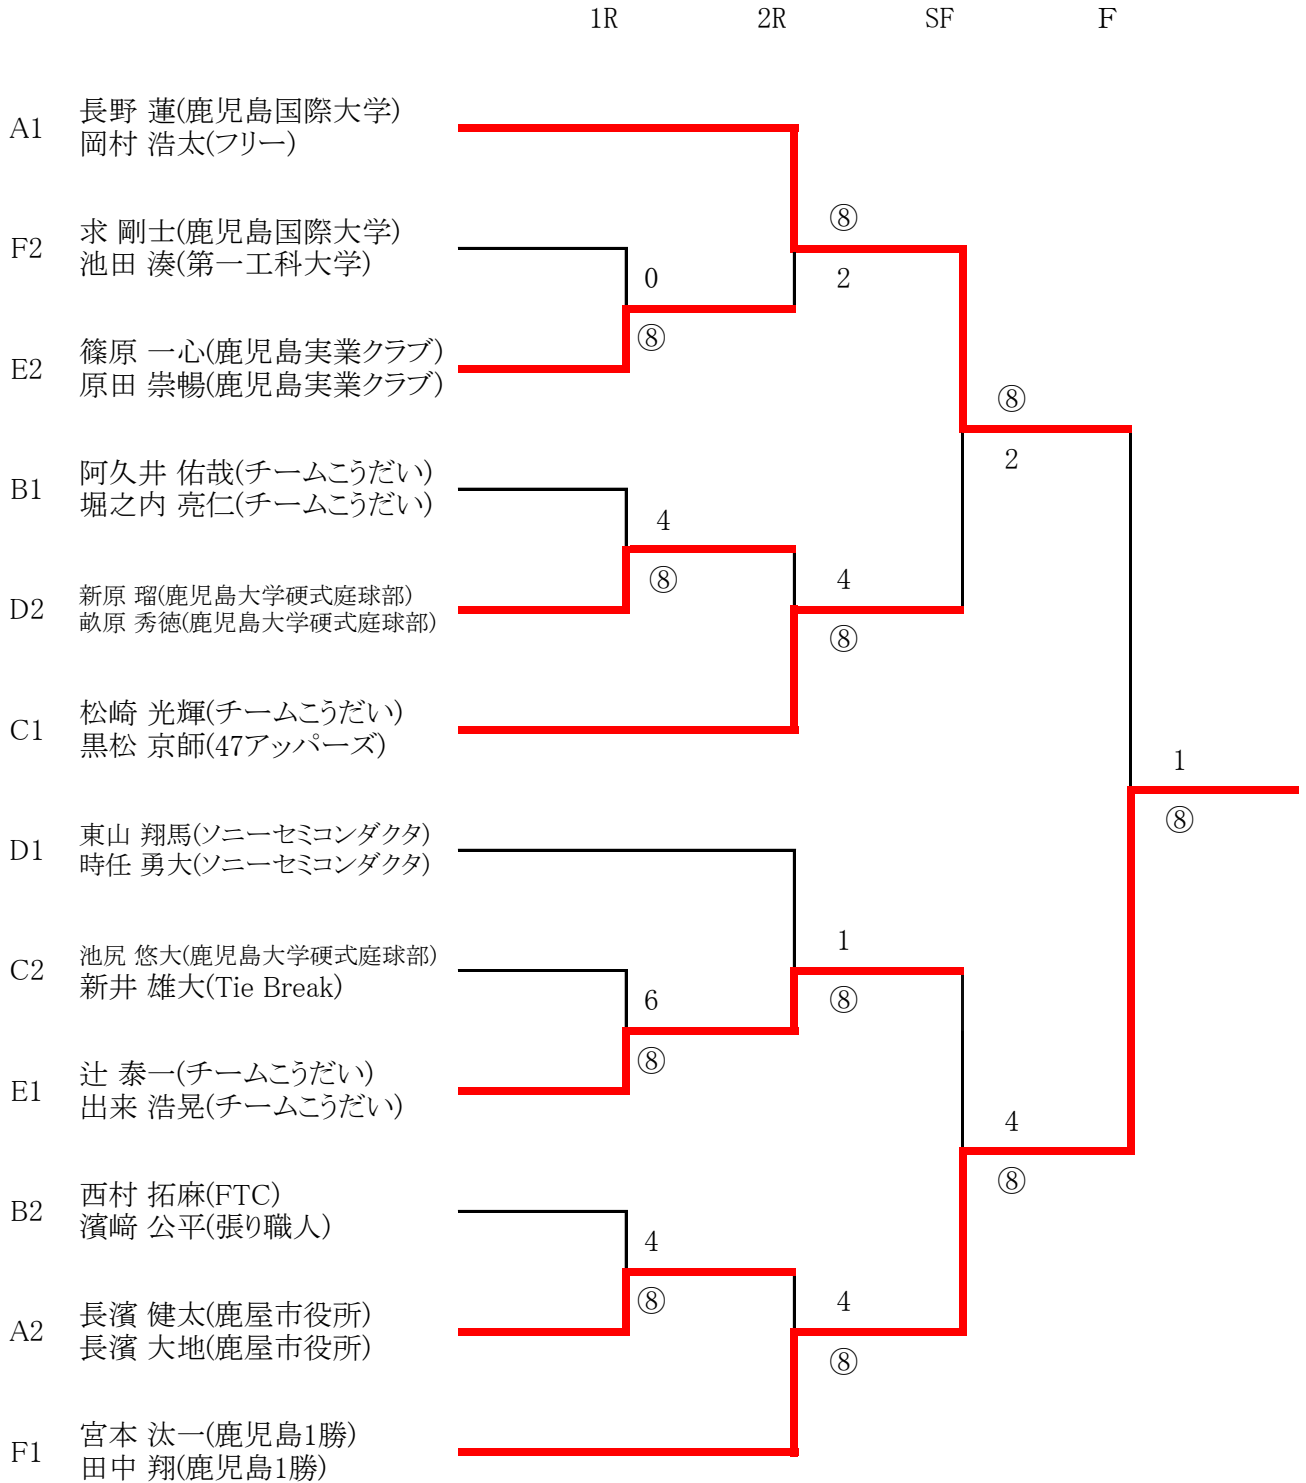 1R 2R SF F
A1 長野 蓮(鹿児島国際大学)
岡村 浩太(フリー)
⑧
F2 求 剛士(鹿児島国際大学)
池田 湊(第一工科大学)
0
2
⑧
E2 篠原 一心(鹿児島実業クラブ)
原田 崇暢(鹿児島実業クラブ)
⑧
2
B1 阿久井 佑哉(チームこうだい)
堀之内 亮仁(チームこうだい)
4
⑧
4
D2 新原 瑠(鹿児島大学硬式庭球部)
畝原 秀徳(鹿児島大学硬式庭球部)
⑧
C1 松崎 光輝(チームこうだい)
黒松 京師(47アッパーズ)
1
⑧
D1 東山 翔馬(ソニーセミコンダクタ)
時任 勇大(ソニーセミコンダクタ)
1
C2 池尻 悠大(鹿児島大学硬式庭球部)
新井 雄大(Tie Break)
6
⑧
⑧
E1 辻 泰一(チームこうだい)
出来 浩晃(チームこうだい)
4
⑧
B2 西村 拓麻(FTC)
濱﨑 公平(張り職人)
4
⑧
4
A2 長濱 健太(鹿屋市役所)
長濱 大地(鹿屋市役所)
⑧
F1 宮本 汰一(鹿児島1勝)
田中 翔(鹿児島1勝)